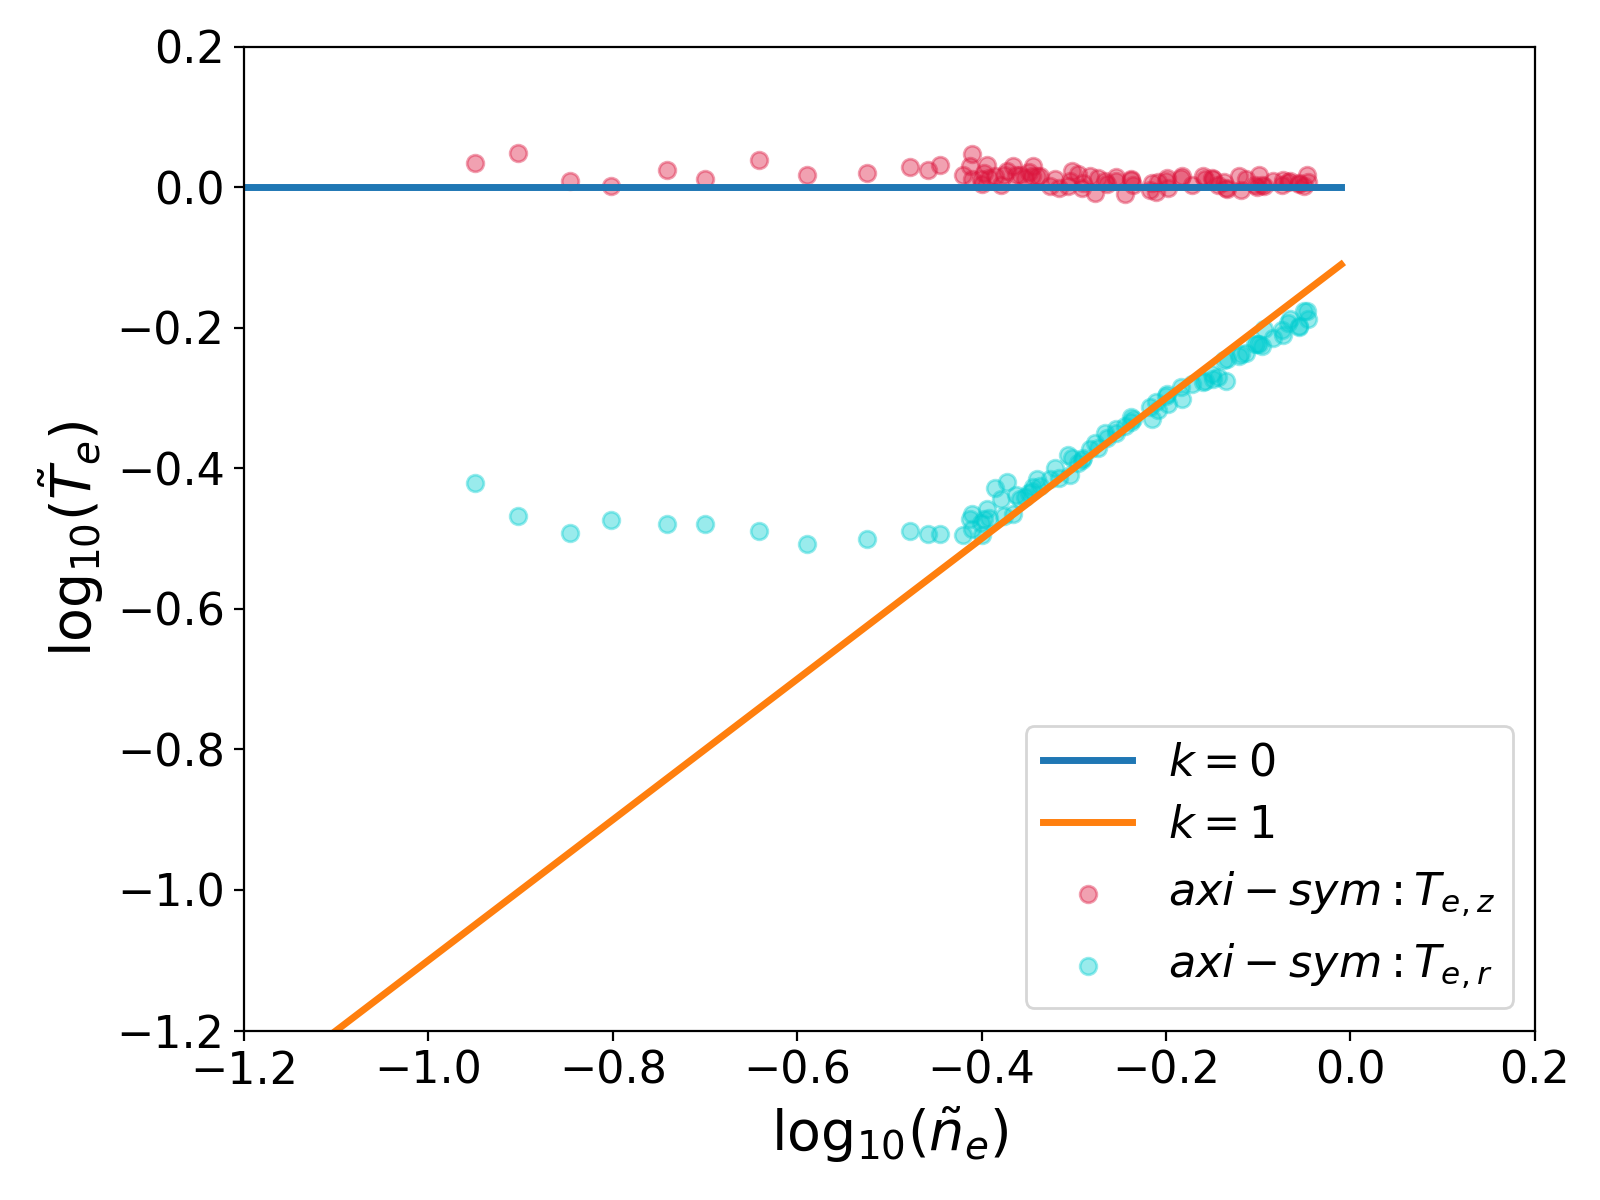 0.2
0.0
−0.2
−0.4
−0.6
−0.8
−1.0
−1.2
log₁₀(T̃ₑ)
k = 0
k = 1
axi − sym : T_{e, z}
axi − sym : T_{e, r}
−1.2 −1.0 −0.8 −0.6 −0.4 −0.2 0.0 0.2
log₁₀(ñₑ)